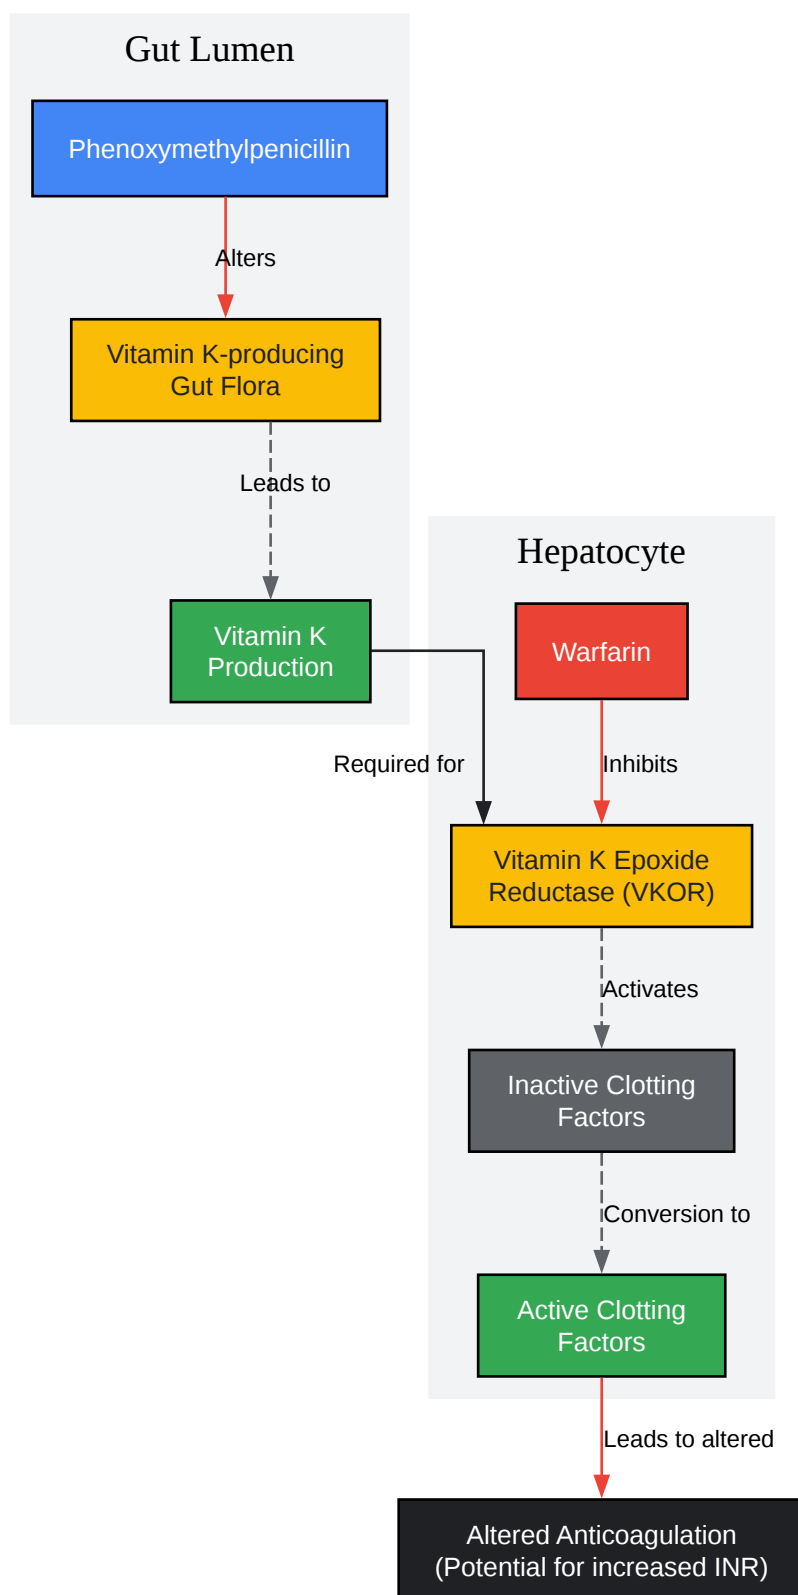 Gut Lumen
Phenoxymethylpenicillin
Alters
Vitamin K-producing
Gut Flora
Leads to
Vitamin K
Production
Hepatocyte
Warfarin
Required for
Inhibits
Vitamin K Epoxide
Reductase (VKOR)
Activates
Inactive Clotting
Factors
Conversion to
Active Clotting
Factors
Leads to altered
Altered Anticoagulation
(Potential for increased INR)